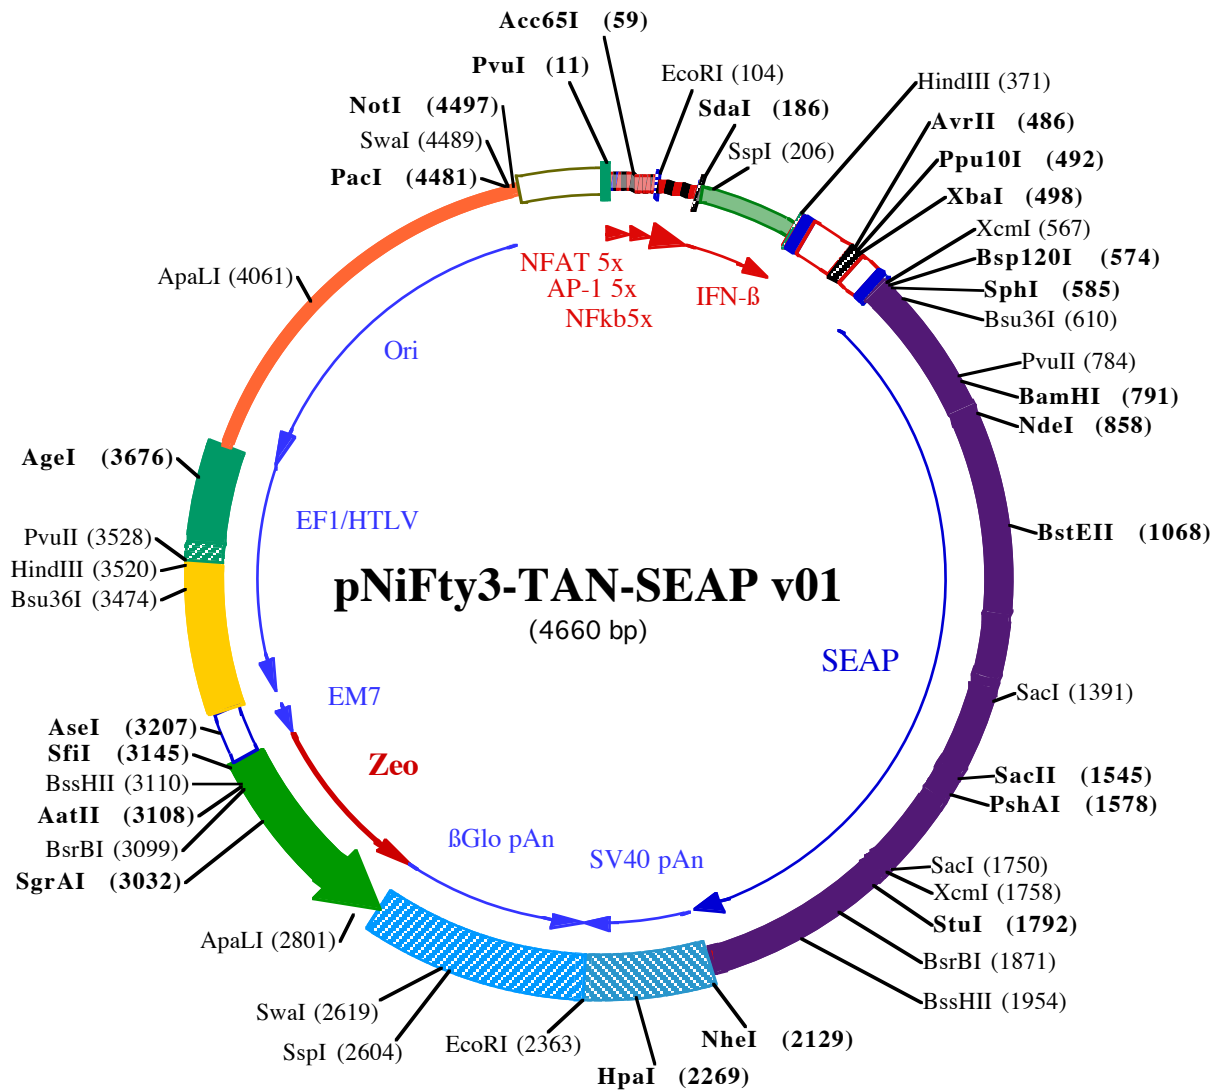 Acc65I (59)
PvuI (11)
EcoRI (104)
NotI (4497)
SdaI (186)
SwaI (4489)
SspI (206)
PacI (4481)
HindIII (371)
AvrII (486)
Ppu10I (492)
XbaI (498)
XcmI (567)
Bsp120I (574)
SphI (585)
Bsu36I (610)
PvuII (784)
BamHI (791)
NdeI (858)
BstEII (1068)
SacI (1391)
SacII (1545)
PshAI (1578)
SacI (1750)
XcmI (1758)
StuI (1792)
BsrBI (1871)
BssHII (1954)
NheI (2129)
HpaI (2269)
EcoRI (2363)
SspI (2604)
SwaI (2619)
ApaLI (2801)
SgrAI (3032)
BsrBI (3099)
AatII (3108)
BssHII (3110)
SfiI (3145)
AseI (3207)
Bsu36I (3474)
HindIII (3520)
PvuII (3528)
AgeI (3676)
ApaLI (4061)
NFAT 5x
AP-1 5x
NFkb5x
IFN-ß
Ori
EF1/HTLV
pNiFty3-TAN-SEAP v01
(4660 bp)
SEAP
EM7
Zeo
ßGlo pAn
SV40 pAn